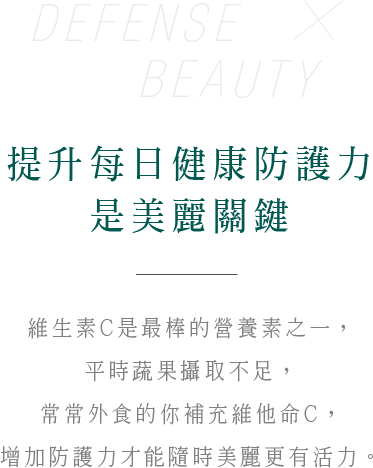 DEFENSE ×
BEAUTY
提升每日健康防護力
是美麗關鍵
維生素C是最棒的營養素之一，
平時蔬果攝取不足，
常常外食的你補充維他命C，
增加防護力才能隨時美麗更有活力。